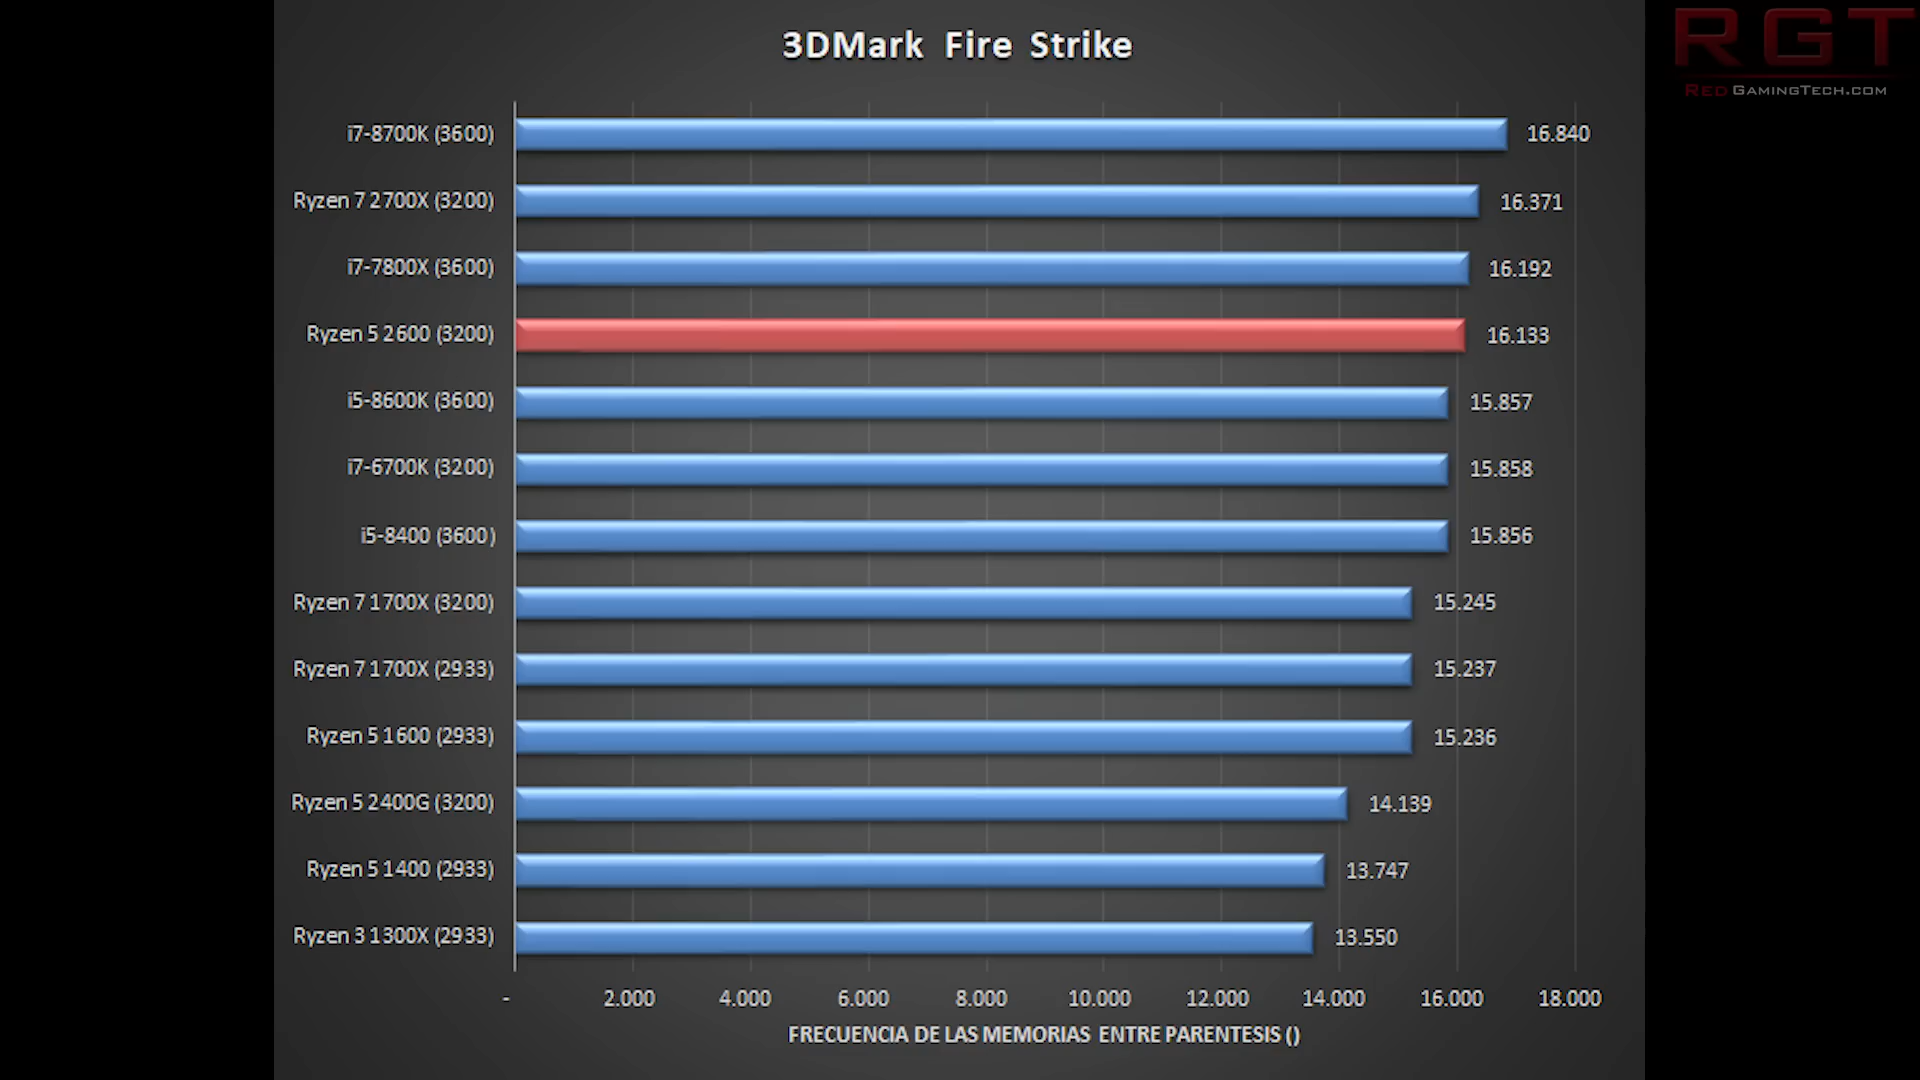 3DMark Fire Strike
RGT
RedGamingTech.com
i7-8700K (3600) 16.840
Ryzen 7 2700X (3200) 16.371
i7-7800X (3600) 16.192
Ryzen 5 2600 (3200) 16.133
i5-8600K (3600) 15.857
i7-6700K (3200) 15.858
i5-8400 (3600) 15.856
Ryzen 7 1700X (3200) 15.245
Ryzen 7 1700X (2933) 15.237
Ryzen 5 1600 (2933) 15.236
Ryzen 5 2400G (3200) 14.139
Ryzen 5 1400 (2933) 13.747
Ryzen 3 1300X (2933) 13.550
- 2.000 4.000 6.000 8.000 10.000 12.000 14.000 16.000 18.000
FRECUENCIA DE LAS MEMORIAS ENTRE PARENTESIS ()